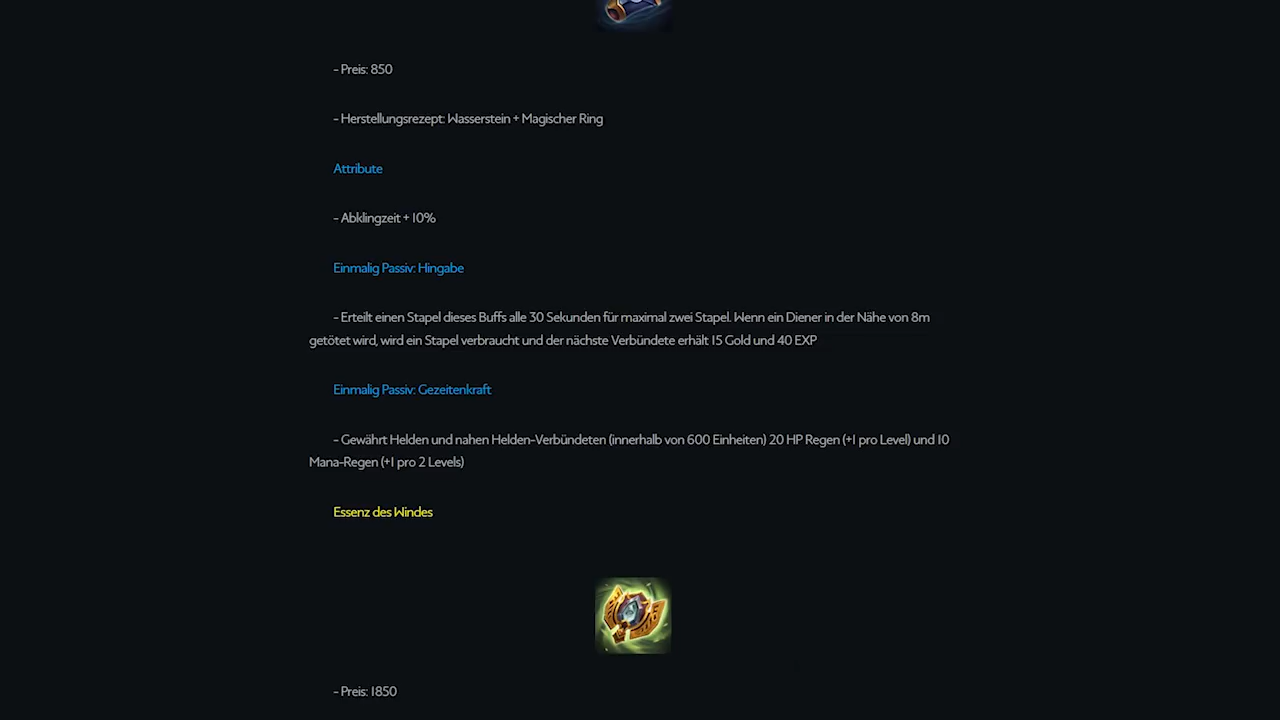 - Preis: 850
- Herstellungsrezept: Wasserstein + Magischer Ring
Attribute
- Abklingzeit + 10%
Einmalig Passiv: Hingabe
- Erteilt einen Stapel dieses Buffs alle 30 Sekunden für maximal zwei Stapel. Wenn ein Diener in der Nähe von 8m
getötet wird, wird ein Stapel verbraucht und der nächste Verbündete erhält 15 Gold und 40 EXP
Einmalig Passiv: Gezeitenkraft
- Gewährt Helden und nahen Helden-Verbündeten (innerhalb von 600 Einheiten) 20 HP Regen (+1 pro Level) und 10
Mana-Regen (+1 pro 2 Levels)
Essenz des Windes
- Preis: 1850